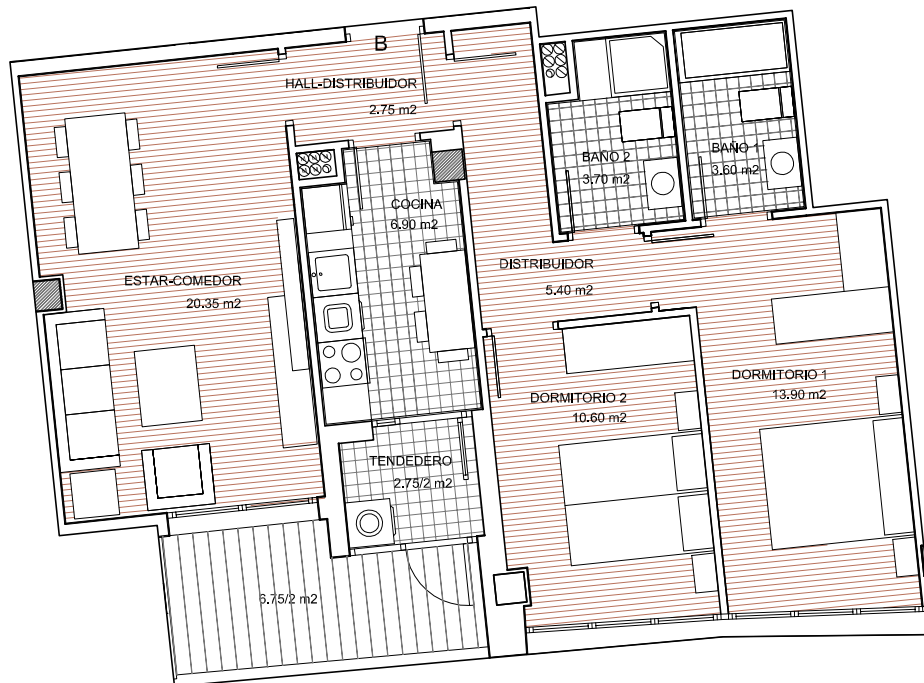 B
HALL-DISTRIBUIDOR
2.75 m2
BAÑO 2
3.70 m2
BAÑO 1
3.60 m2
COCINA
6.90 m2
DISTRIBUIDOR
5.40 m2
ESTAR-COMEDOR
20.35 m2
DORMITORIO 1
13.90 m2
DORMITORIO 2
10.60 m2
TENDEDERO
2.75/2 m2
6.75/2 m2